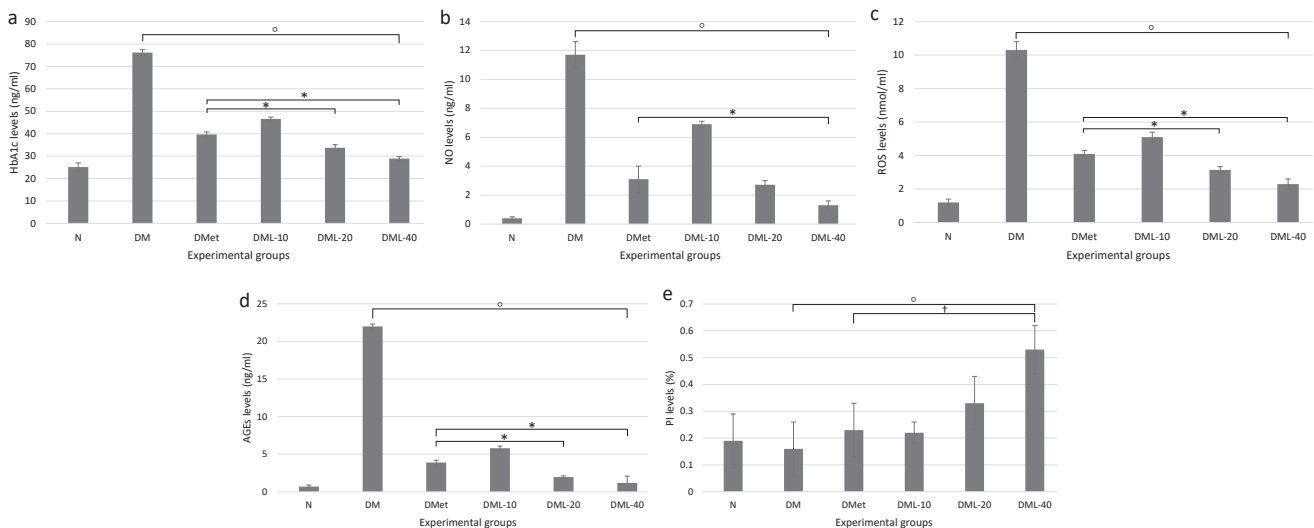 a
90
80
70
60
50
40
30
20
10
0
HbA1c levels (ng/ml)
°
*
*
N DM DMet DML-10 DML-20 DML-40
Experimental groups
b
14
12
10
8
6
4
2
0
NO levels (ng/ml)
°
*
N DM DMet DML-10 DML-20 DML-40
Experimental groups
c
12
10
8
6
4
2
0
ROS levels (nmol/ml)
°
*
*
N DM DMet DML-10 DML-20 DML-40
Experimental groups
d
25
20
15
10
5
0
AGEs levels (ng/ml)
°
*
*
N DM DMet DML-10 DML-20 DML-40
Experimental groups
e
0.7
0.6
0.5
0.4
0.3
0.2
0.1
0
PI levels (%)
°
†
N DM DMet DML-10 DML-20 DML-40
Experimental groups